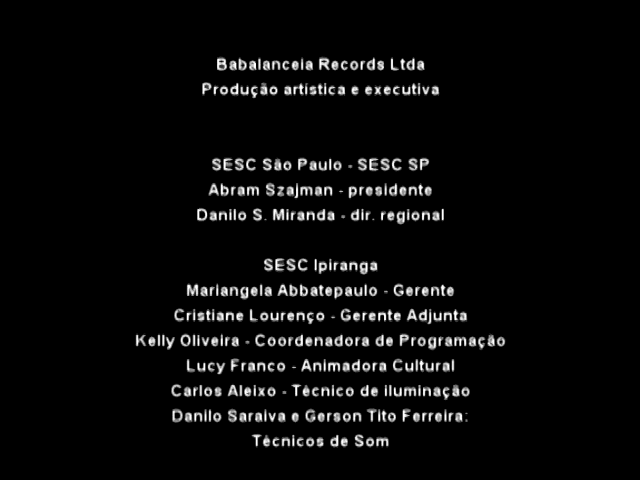 Babalanceia Records Ltda
Produção artistica e executiva
SESC São Paulo - SESC SP
Abram Szajman - presidente
Danilo S. Miranda - dir. regional
SESC Ipiranga
Mariangela Abbatepaulo - Gerente
Cristiane Lourenço - Gerente Adjunta
Kelly Oliveira - Coordenadora de Programação
Lucy Franco - Animadora Cultural
Carlos Aleixo - Técnico de iluminação
Danilo Saraiva e Gerson Tito Ferreira:
Técnicos de Som